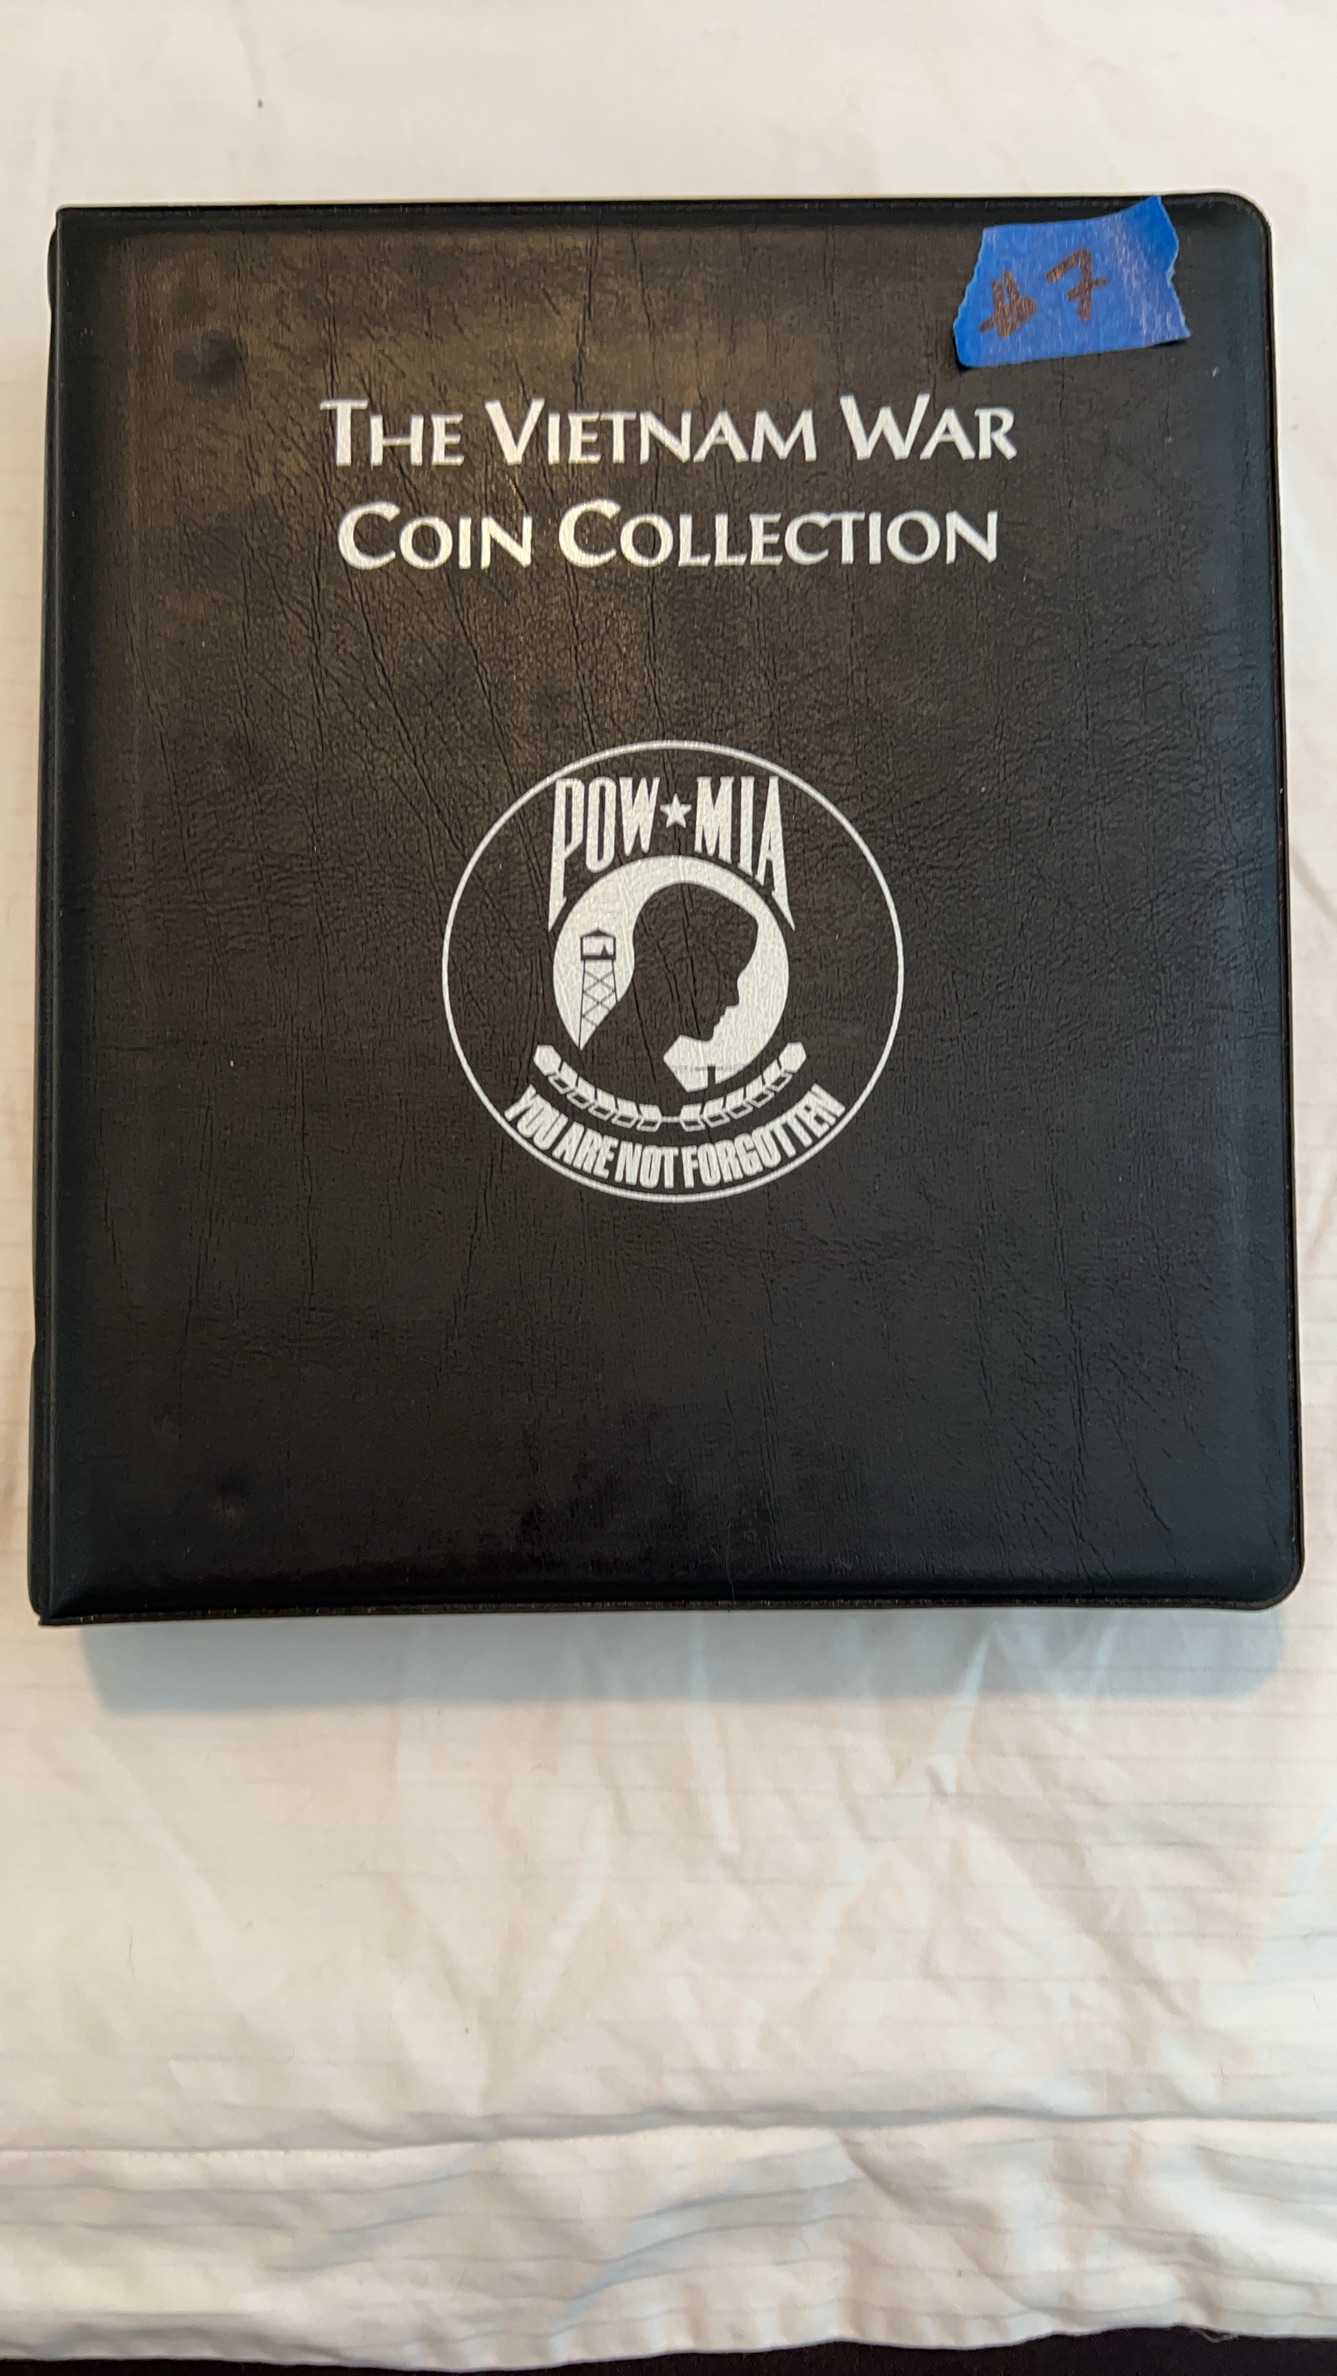 #7
THE VIETNAM WAR
COIN COLLECTION
POW★MIA
YOU ARE NOT FORGOTTEN